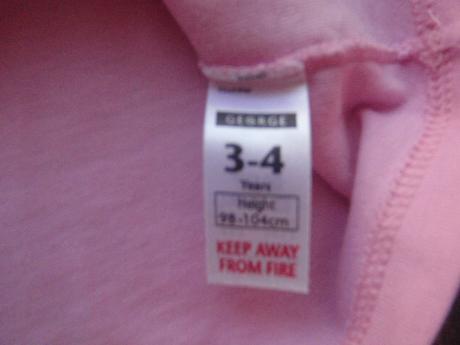 GEORGE
3-4
Years
Height
98-104cm
KEEP AWAY
FROM FIRE